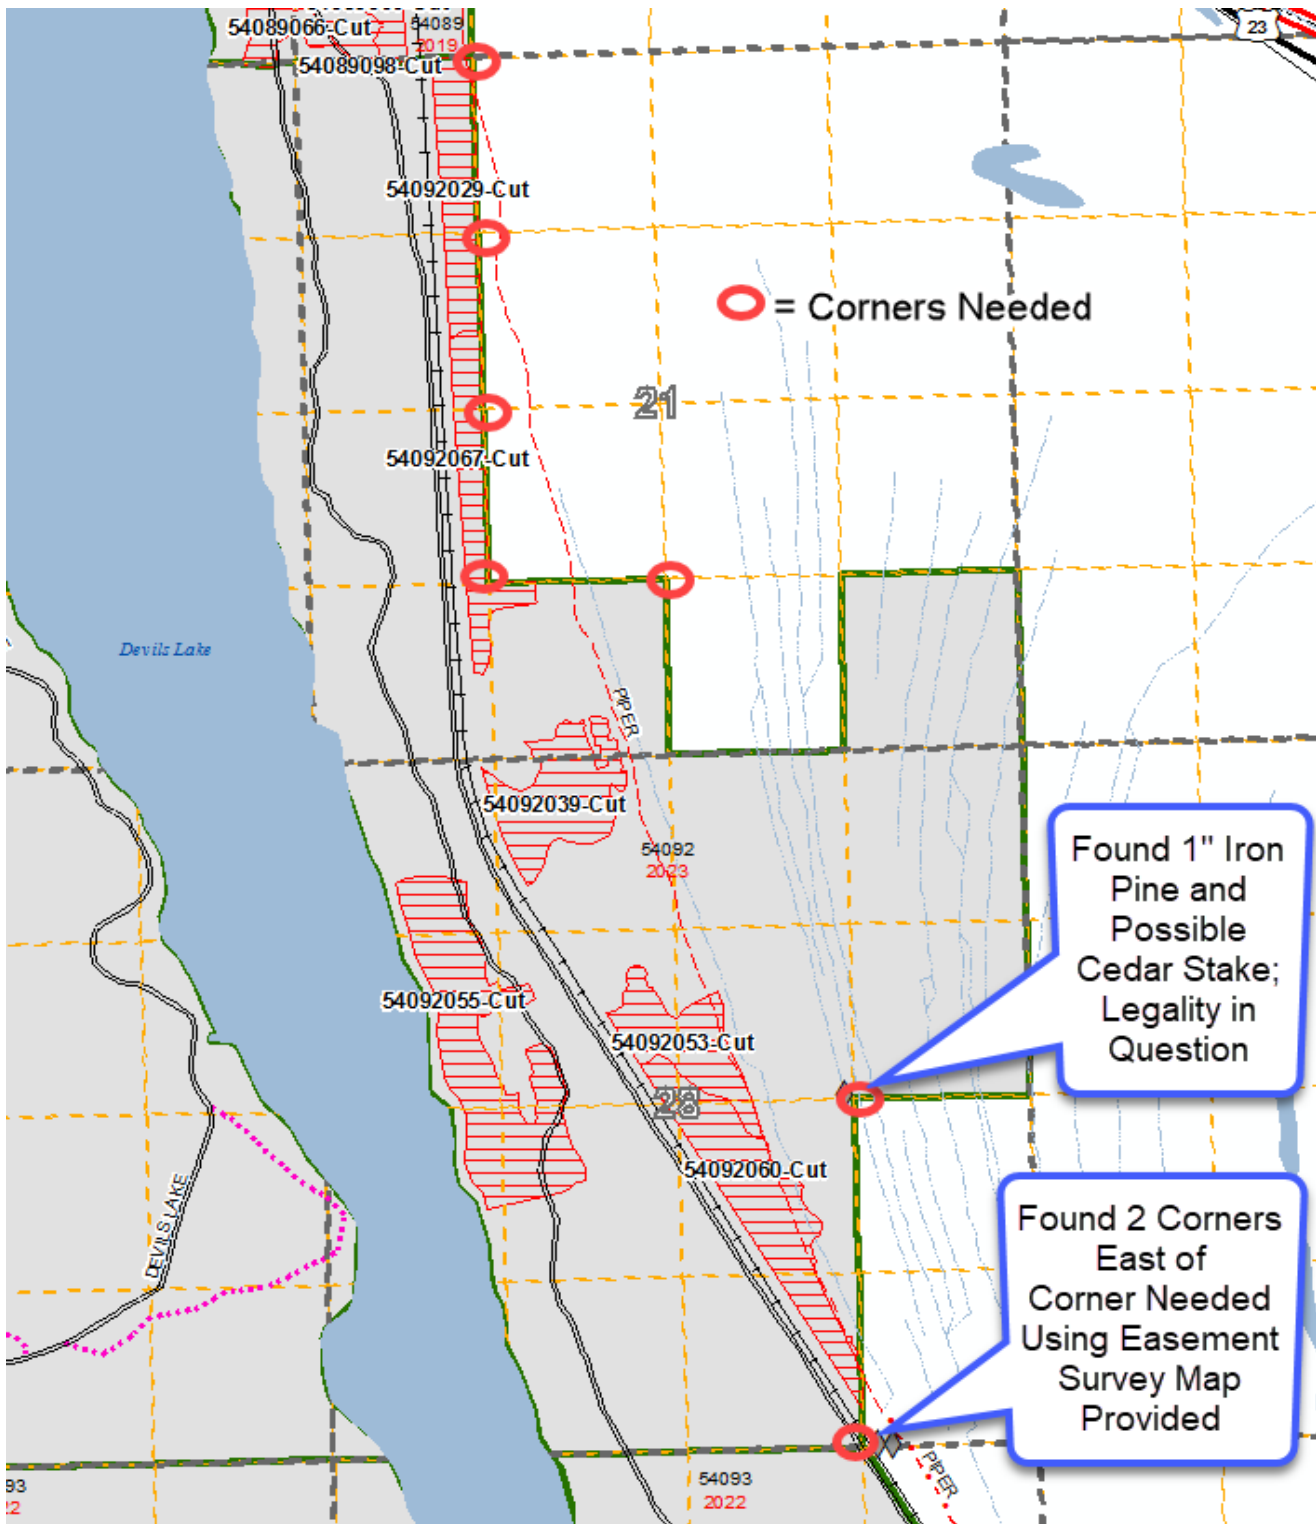 54089066-Cut
54089
2019
23
54089098-Cut
54092029-Cut
= Corners Needed
21
54092067-Cut
Devils Lake
PIPER
54092039-Cut
54092
2023
Found 1" Iron
Pine and
Possible
Cedar Stake;
Legality in
Question
54092055-Cut
54092053-Cut
28
54092060-Cut
DEVILS LAKE
Found 2 Corners
East of
Corner Needed
Using Easement
Survey Map
Provided
PIPER
54093
2022
93
22